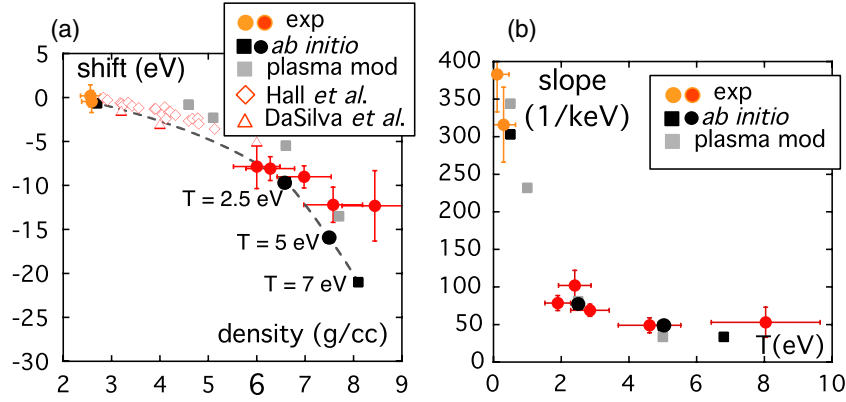 (a)
exp
ab initio
plasma mod
Hall et al.
DaSilva et al.
shift (eV)
5
0
-5
-10
-15
-20
-25
-30
T = 2.5 eV
T = 5 eV
T = 7 eV
density (g/cc)
2 3 4 5 6 7 8 9
(b)
exp
ab initio
plasma mod
slope
(1/keV)
400
350
300
250
200
150
100
50
0
T(eV)
0 2 4 6 8 10